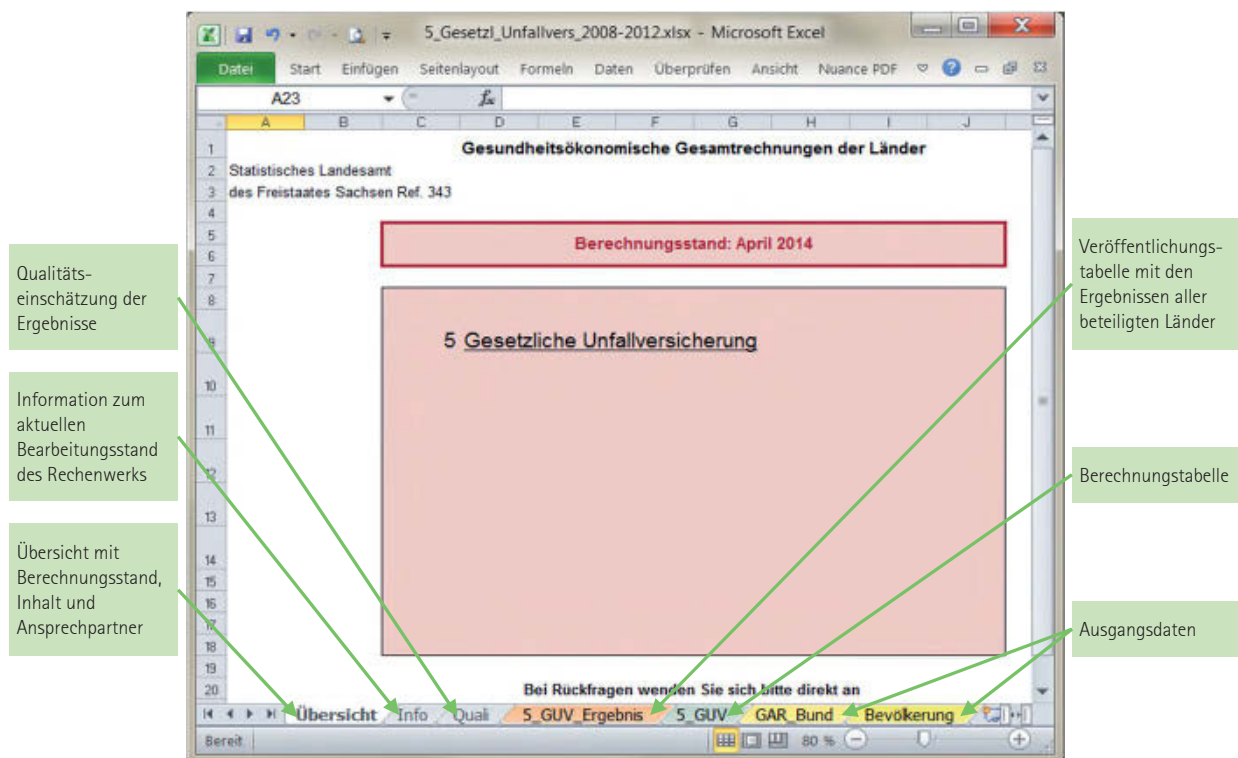 5_Gesetzl_Unfallvers_2008-2012.xlsx - Microsoft Excel
Datei Start Einfügen Seitenlayout Formeln Daten Überprüfen Ansicht Nuance PDF
A23 fx
A B C D E F G H I J
1 Gesundheitsökonomische Gesamtrechnungen der Länder
2 Statistisches Landesamt
3 des Freistaates Sachsen Ref. 343
4
5
Berechnungsstand: April 2014
6
7
8
9 5 Gesetzliche Unfallversicherung
10
11
12
13
14
15
16
17
18
19
20 Bei Rückfragen wenden Sie sich bitte direkt an
Übersicht Info Quali 5_GUV_Ergebnis 5_GUV GAR_Bund Bevölkerung
Bereit 80 %
Qualitäts-
einschätzung der
Ergebnisse
Information zum
aktuellen
Bearbeitungsstand
des Rechenwerks
Übersicht mit
Berechnungsstand,
Inhalt und
Ansprechpartner
Veröffentlichungs-
tabelle mit den
Ergebnissen aller
beteiligten Länder
Berechnungstabelle
Ausgangsdaten